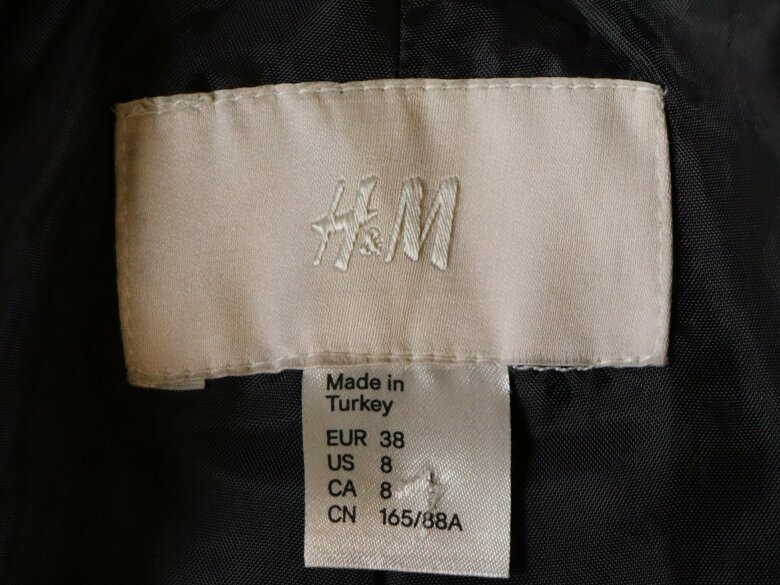 H&M
Made in
Turkey
EUR 38
US 8
CA 8
CN 165/88A